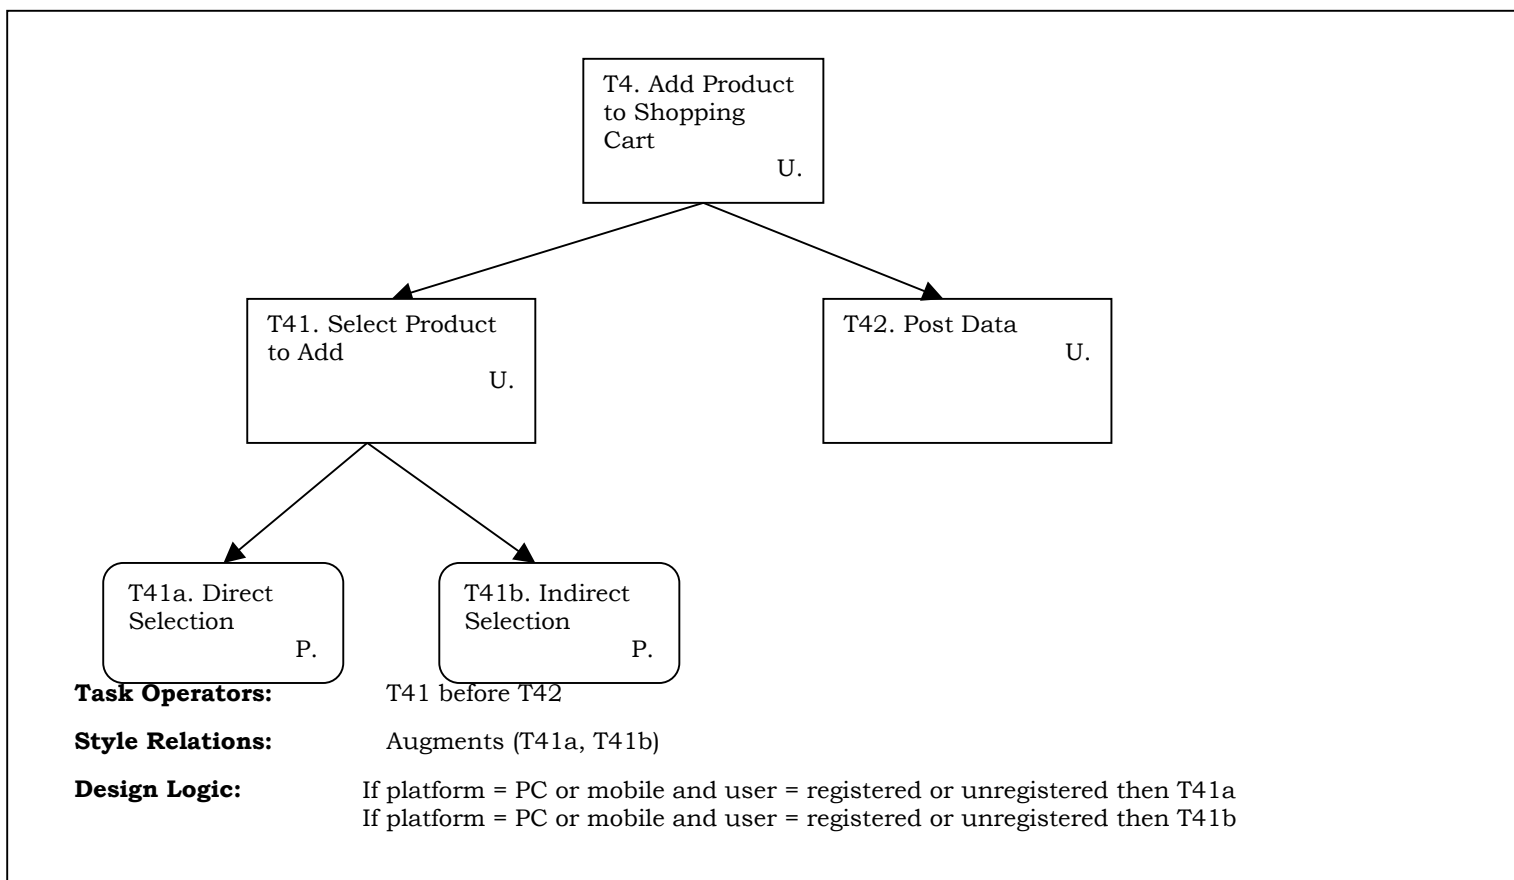 T4. Add Product
to Shopping
Cart
U.
T41. Select Product
to Add
U.
T42. Post Data
U.
T41a. Direct
Selection
P.
T41b. Indirect
Selection
P.
Task Operators: T41 before T42
Style Relations: Augments (T41a, T41b)
Design Logic: If platform = PC or mobile and user = registered or unregistered then T41a
If platform = PC or mobile and user = registered or unregistered then T41b